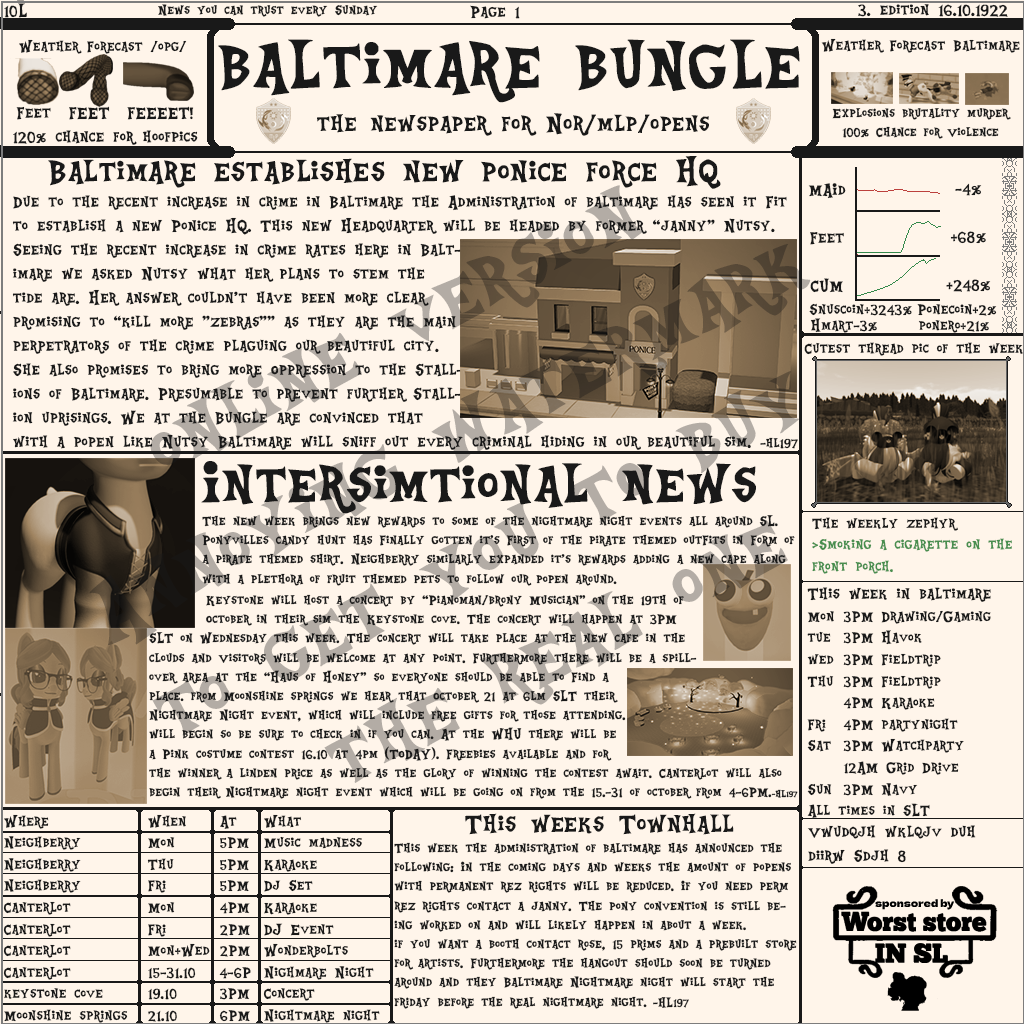 10L
News you can trust every Sunday
Page 1
3. Edition 16.10.1922
Weather Forecast /opg/
Feet Feet Feeeet!
120% chance for Hoofpics
BALTiMARE BUNGLE
The newspaper for Nor/mlp/opens
Weather Forecast Baltimare
Explosions Brutality Murder
100% chance for violence
Baltimare establishes new ponice force HQ
Due to the recent increase in crime in Baltimare the Administration of baltimare has seen it fit
to establish a new Ponice HQ. This new Headquarter will be headed by former “Janny” Nutsy.
Seeing the recent increase in crime rates here in Balt-
imare we asked Nutsy what her plans to stem the
tide are. Her answer couldn't have been more clear
Promising to “kill more "zebras"” as they are the main
perpetrators of the crime plaguing our beautiful city.
She also promises to bring more oppression to the Stall-
ions of Baltimare. Presumable to prevent further Stall-
ion uprisings. We at the Bungle are convinced that
with a popen like Nutsy Baltimare will sniff out every criminal hiding in our beautiful sim. -HL197
PONICE
MAiD -4%
FEET +68%
CUM +248%
Snuscoin+3243% Ponecoin+2%
Hmart-3% Ponero+21%
Cutest thread pic of the week
The weekly zephyr
>Smoking a cigarette on the
front porch.
This week in Baltimare
Mon 3PM Drawing/Gaming
Tue 3PM Havok
Wed 3PM Fieldtrip
Thu 3PM Fieldtrip
4PM Karaoke
Fri 4PM Partynight
Sat 3PM Watchparty
12AM Grid Drive
Sun 3PM Navy
All times in SLT
VWUDQJH WKLQJV DUH
DiiRW SDJH 8
sponsored by
Worst store
IN SL
iNTERSiMTiONAL NEWS
The new week brings new rewards to some of the nightmare night events all around SL.
Ponyvilles candy hunt has finally gotten it's first of the pirate themed outfits in form of
a pirate themed shirt. Neighberry similarly expanded it's rewards adding a new cape along
with a plethora of fruit themed pets to follow our popen around.
Keystone will host a concert by “Pianoman/Brony Musician” on the 19th of
october in their sim the Keystone cove. The concert will happen at 3PM
SLT on Wednesday this week. The concert will take place at the new cafe in the
clouds and visitors will be welcome at any point. Furthermore there will be a spill-
over area at the “Haus of Honey” so everyone should be able to find a
place. From Moonshine springs we hear that october 21 at 6LM SLT their
Nightmare Night Event, which will include free gifts for those attending.
will begin so be sure to check in if you can. At the WHU there will be
a Pink costume contest 16.10 at 4PM (Today). Freebies available and for
the winner a Linden price as well as the glory of winning the contest await. Canterlot will also
begin their Nightmare night event which will be going on from the 15.-31 of october from 4-6PM.-HL197
Where When At What
Neighberry Mon 5PM Music Madness
Neighberry Thu 5PM Karaoke
Neighberry Fri 5PM DJ Set
Canterlot Mon 4PM Karaoke
Canterlot Fri 2PM DJ Event
Canterlot Mon+Wed 2PM Wonderbolts
Canterlot 15-31.10 4-6P Nighmare Night
Keystone Cove 19.10 3PM Concert
Moonshine Springs 21.10 6PM Nightmare Night
This weeks Townhall
This week the administration of Baltimare has announced the
following: In the coming days and weeks the amount of popens
with permanent rez rights will be reduced. If you need perm
rez rights contact a janny. The pony convention is still be-
ing worked on and will likely happen in about a week.
If you want a booth contact Rose. 15 prims and a prebuilt store
for artists. Furthermore the hangout should soon be turned
around and they Baltimare Nightmare night will start the
friday before the real nightmare night. -HL197
ONLiNE VERSiON
ANNOYiNG WATERMARK
TO GET YOU TO BUY
THE REAL ONE